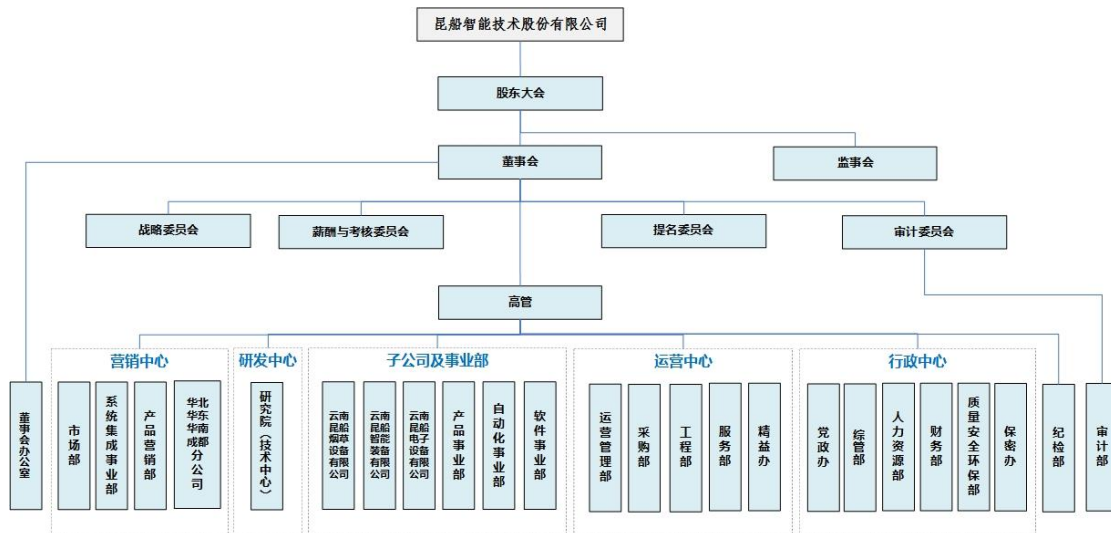 昆船智能技术股份有限公司
股东大会
董事会
监事会
战略委员会
薪酬与考核委员会
提名委员会
审计委员会
高管
营销中心
研发中心
子公司及事业部
运营中心
行政中心
董事会办公室
市场部
系统集成事业部
产品营销部
华北
华东
华南
成都
分公司
研究院（技术中心）
云南昆船烟草设备有限公司
云南昆船智能装备有限公司
云南昆船电子设备有限公司
产品事业部
自动化事业部
软件事业部
运营管理部
采购部
工程部
服务部
精益办
党政办
综管部
人力资源部
财务部
质量安全环保部
保密办
纪检部
审计部